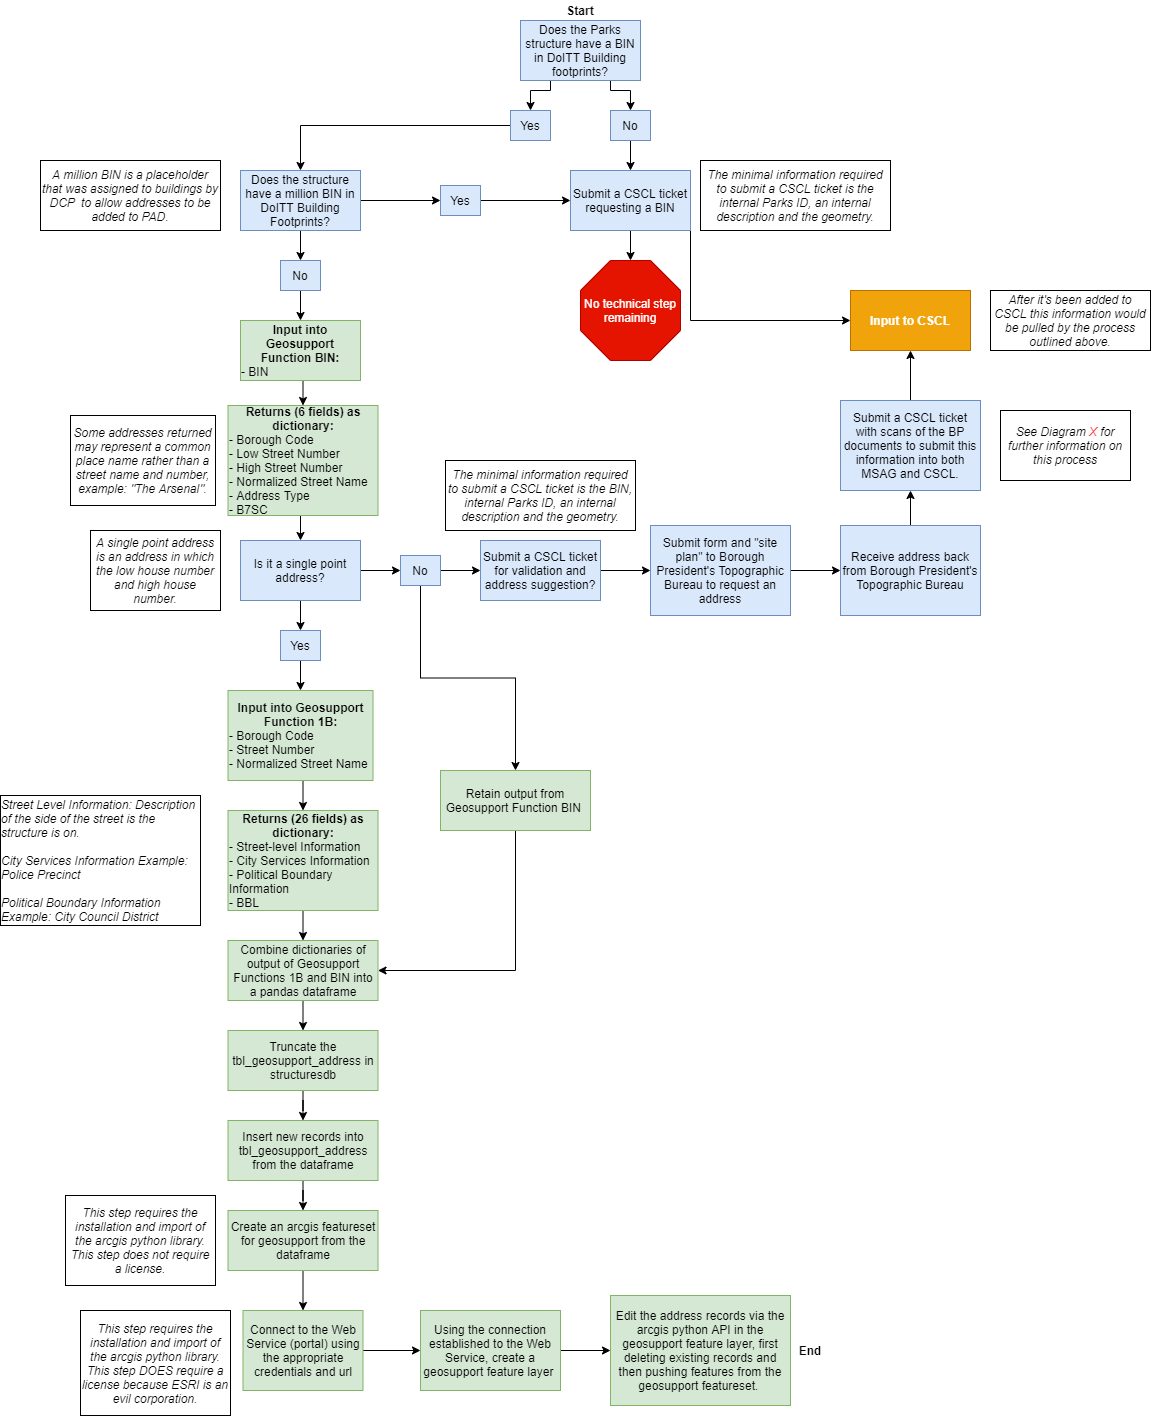 Start
Does the Parks
structure have a BIN
in DoITT Building
footprints?
Yes
No
A million BIN is a placeholder
that was assigned to buildings by
DCP to allow addresses to be
added to PAD.
Does the structure
have a million BIN in
DoITT Building
Footprints?
Yes
Submit a CSCL ticket
requesting a BIN
The minimal information required
to submit a CSCL ticket is the
internal Parks ID, an internal
description and the geometry.
No
No technical step
remaining
Input to CSCL
After it's been added to
CSCL this information would
be pulled by the process
outlined above.
Input into
Geosupport
Function BIN:
- BIN
Some addresses returned
may represent a common
place name rather than a
street name and number,
example: "The Arsenal".
Returns (6 fields) as
dictionary:
- Borough Code
- Low Street Number
- High Street Number
- Normalized Street Name
- Address Type
- B7SC
Submit a CSCL ticket
with scans of the BP
documents to submit this
information into both
MSAG and CSCL.
See Diagram X for
further information on
this process
The minimal information required
to submit a CSCL ticket is the BIN,
internal Parks ID, an internal
description and the geometry.
A single point address
is an address in which
the low house number
and high house
number.
Is it a single point
address?
No
Submit a CSCL ticket
for validation and
address suggestion?
Submit form and "site
plan" to Borough
President's Topographic
Bureau to request an
address
Receive address back
from Borough President's
Topographic Bureau
Yes
Input into Geosupport
Function 1B:
- Borough Code
- Street Number
- Normalized Street Name
Retain output from
Geosupport Function BIN
Street Level Information: Description
of the side of the street is the
structure is on.
City Services Information Example:
Police Precinct
Political Boundary Information
Example: City Council District
Returns (26 fields) as
dictionary:
- Street-level Information
- City Services Information
- Political Boundary
Information
- BBL
Combine dictionaries of
output of Geosupport
Functions 1B and BIN into
a pandas dataframe
Truncate the
tbl_geosupport_address in
structuresdb
Insert new records into
tbl_geosupport_address
from the dataframe
This step requires the
installation and import of
the arcgis python library.
This step does not require
a license.
Create an arcgis featureset
for geosupport from the
dataframe
This step requires the
installation and import of
the arcgis python library.
This step DOES require a
license because ESRI is an
evil corporation.
Connect to the Web
Service (portal) using
the appropriate
credentials and url
Using the connection
established to the Web
Service, create a
geosupport feature layer
Edit the address records via the
arcgis python API in the
geosupport feature layer, first
deleting existing records and
then pushing features from the
geosupport featureset.
End